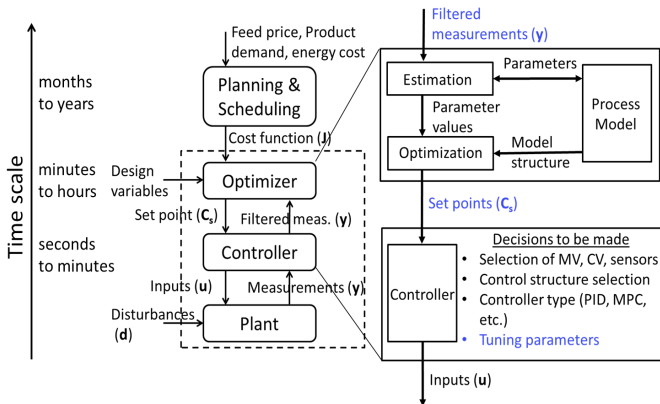 Time scale
months
to years
minutes
to hours
seconds
to minutes
Feed price, Product
demand, energy cost
Planning &
Scheduling
Cost function (J)
Design
variables
Optimizer
Set point (Cs)
Filtered meas. (y)
Controller
Inputs (u)
Measurements (y)
Disturbances
(d)
Plant
Filtered
measurements (y)
Estimation
Parameters
Process
Model
Parameter
values
Optimization
Model
structure
Set points (Cs)
Controller
Decisions to be made
• Selection of MV, CV, sensors
• Control structure selection
• Controller type (PID, MPC,
etc.)
• Tuning parameters
Inputs (u)